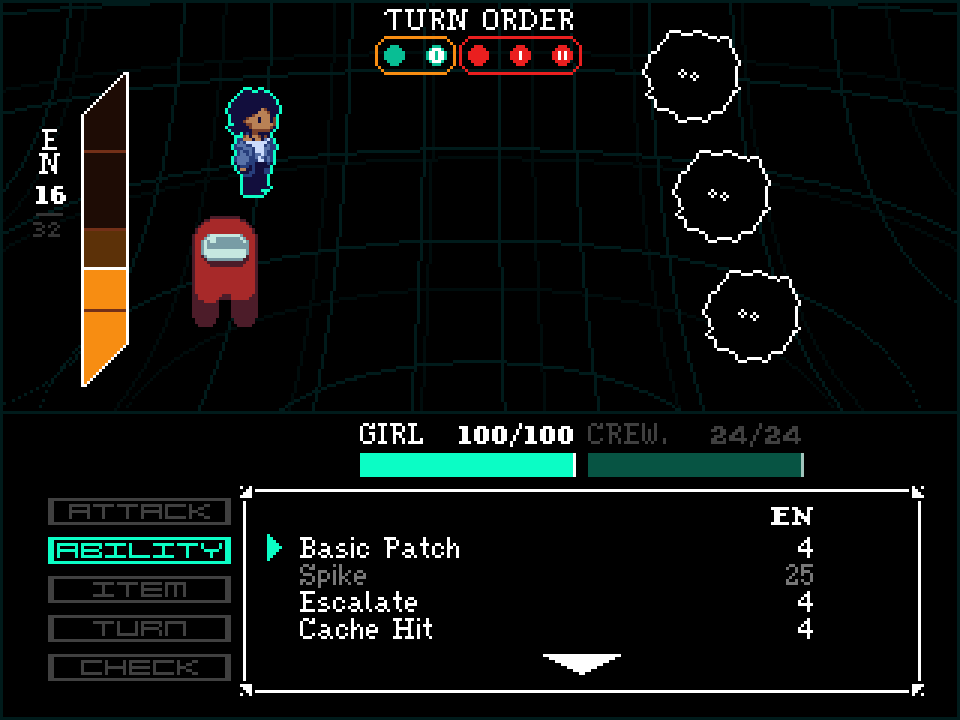 TURN ORDER
I
I II
EN
16
32
GIRL 100/100 CREW. 24/24
ATTACK
ABILITY
ITEM
TURN
CHECK
EN
Basic Patch 4
Spike 25
Escalate 4
Cache Hit 4